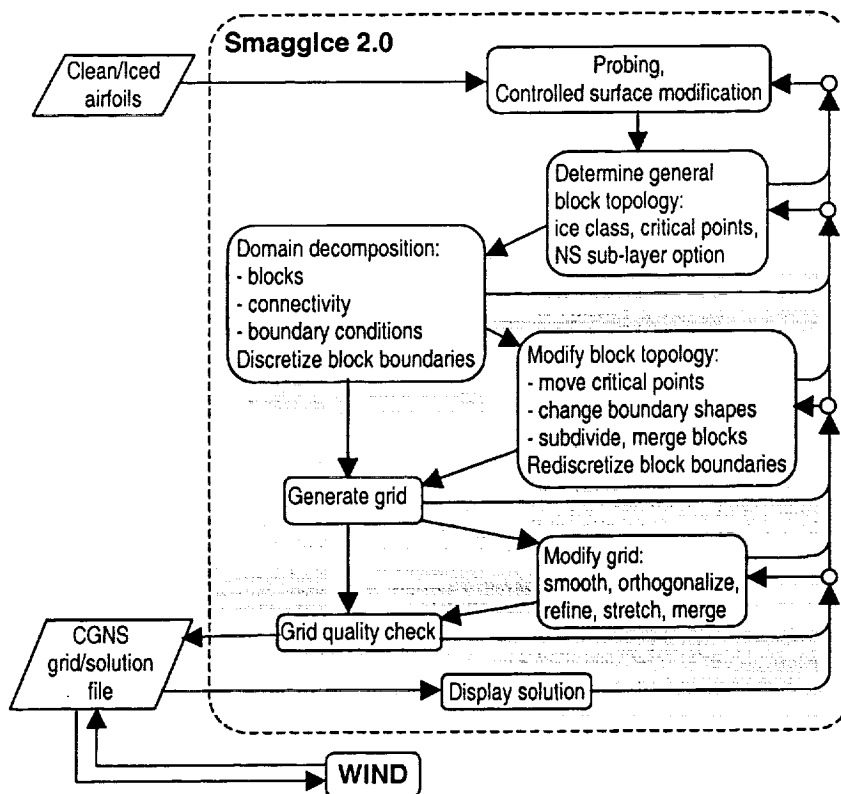 SmaggIce 2.0
Clean/Iced
airfoils
Probing,
Controlled surface modification
Determine general
block topology:
ice class, critical points,
NS sub-layer option
Domain decomposition:
- blocks
- connectivity
- boundary conditions
Discretize block boundaries
Modify block topology:
- move critical points
- change boundary shapes
- subdivide, merge blocks
Rediscretize block boundaries
Generate grid
Modify grid:
smooth, orthogonalize,
refine, stretch, merge
Grid quality check
CGNS
grid/solution
file
Display solution
WIND